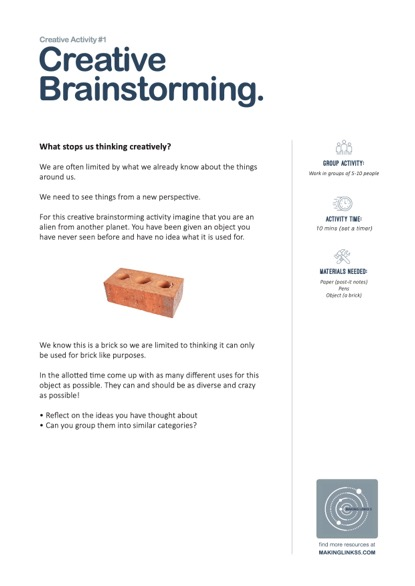 Creative Activity #1
Creative
Brainstorming.
What stops us thinking creatively?
We are often limited by what we already know about the things
around us.
We need to see things from a new perspective.
For this creative brainstorming activity imagine that you are an
alien from another planet. You have been given an object you
have never seen before and have no idea what it is used for.
We know this is a brick so we are limited to thinking it can only
be used for brick like purposes.
In the allotted time come up with as many different uses for this
object as possible. They can and should be as diverse and crazy
as possible!
• Reflect on the ideas you have thought about
• Can you group them into similar categories?
GROUP ACTIVITY:
Work in groups of 5-10 people
ACTIVITY TIME:
10 mins (set a timer)
MATERIALS NEEDED:
Paper (post-it notes)
Pens
Object (a brick)
find more resources at
MAKINGLINKS5.COM